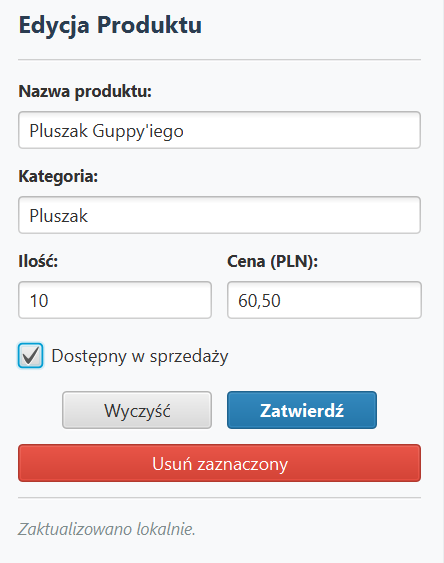 Edycja Produktu
Nazwa produktu:
Pluszak Guppy'iego
Kategoria:
Pluszak
Ilość: Cena (PLN):
10 60,50
Dostępny w sprzedaży
Wyczyść Zatwierdź
Usuń zaznaczony
Zaktualizowano lokalnie.